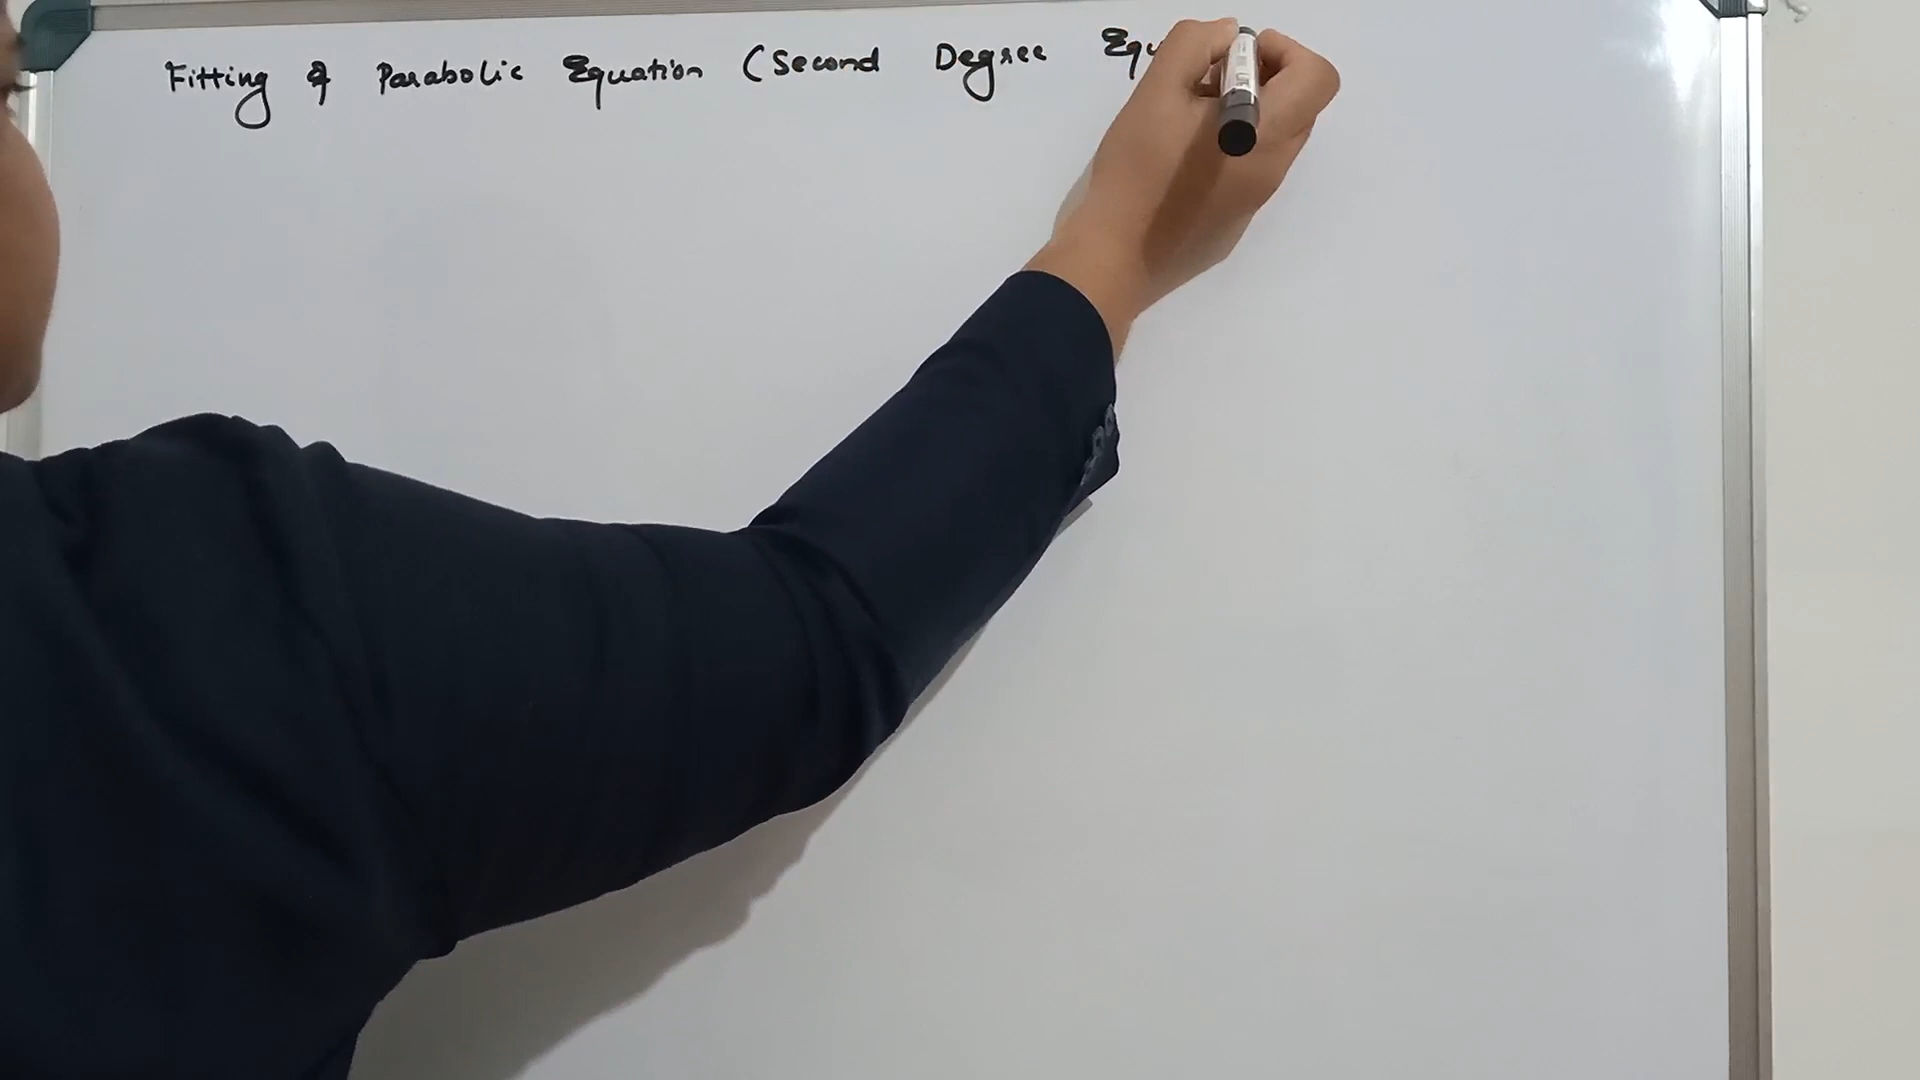 Fitting of Parabolic Equation (Second Degree Equ